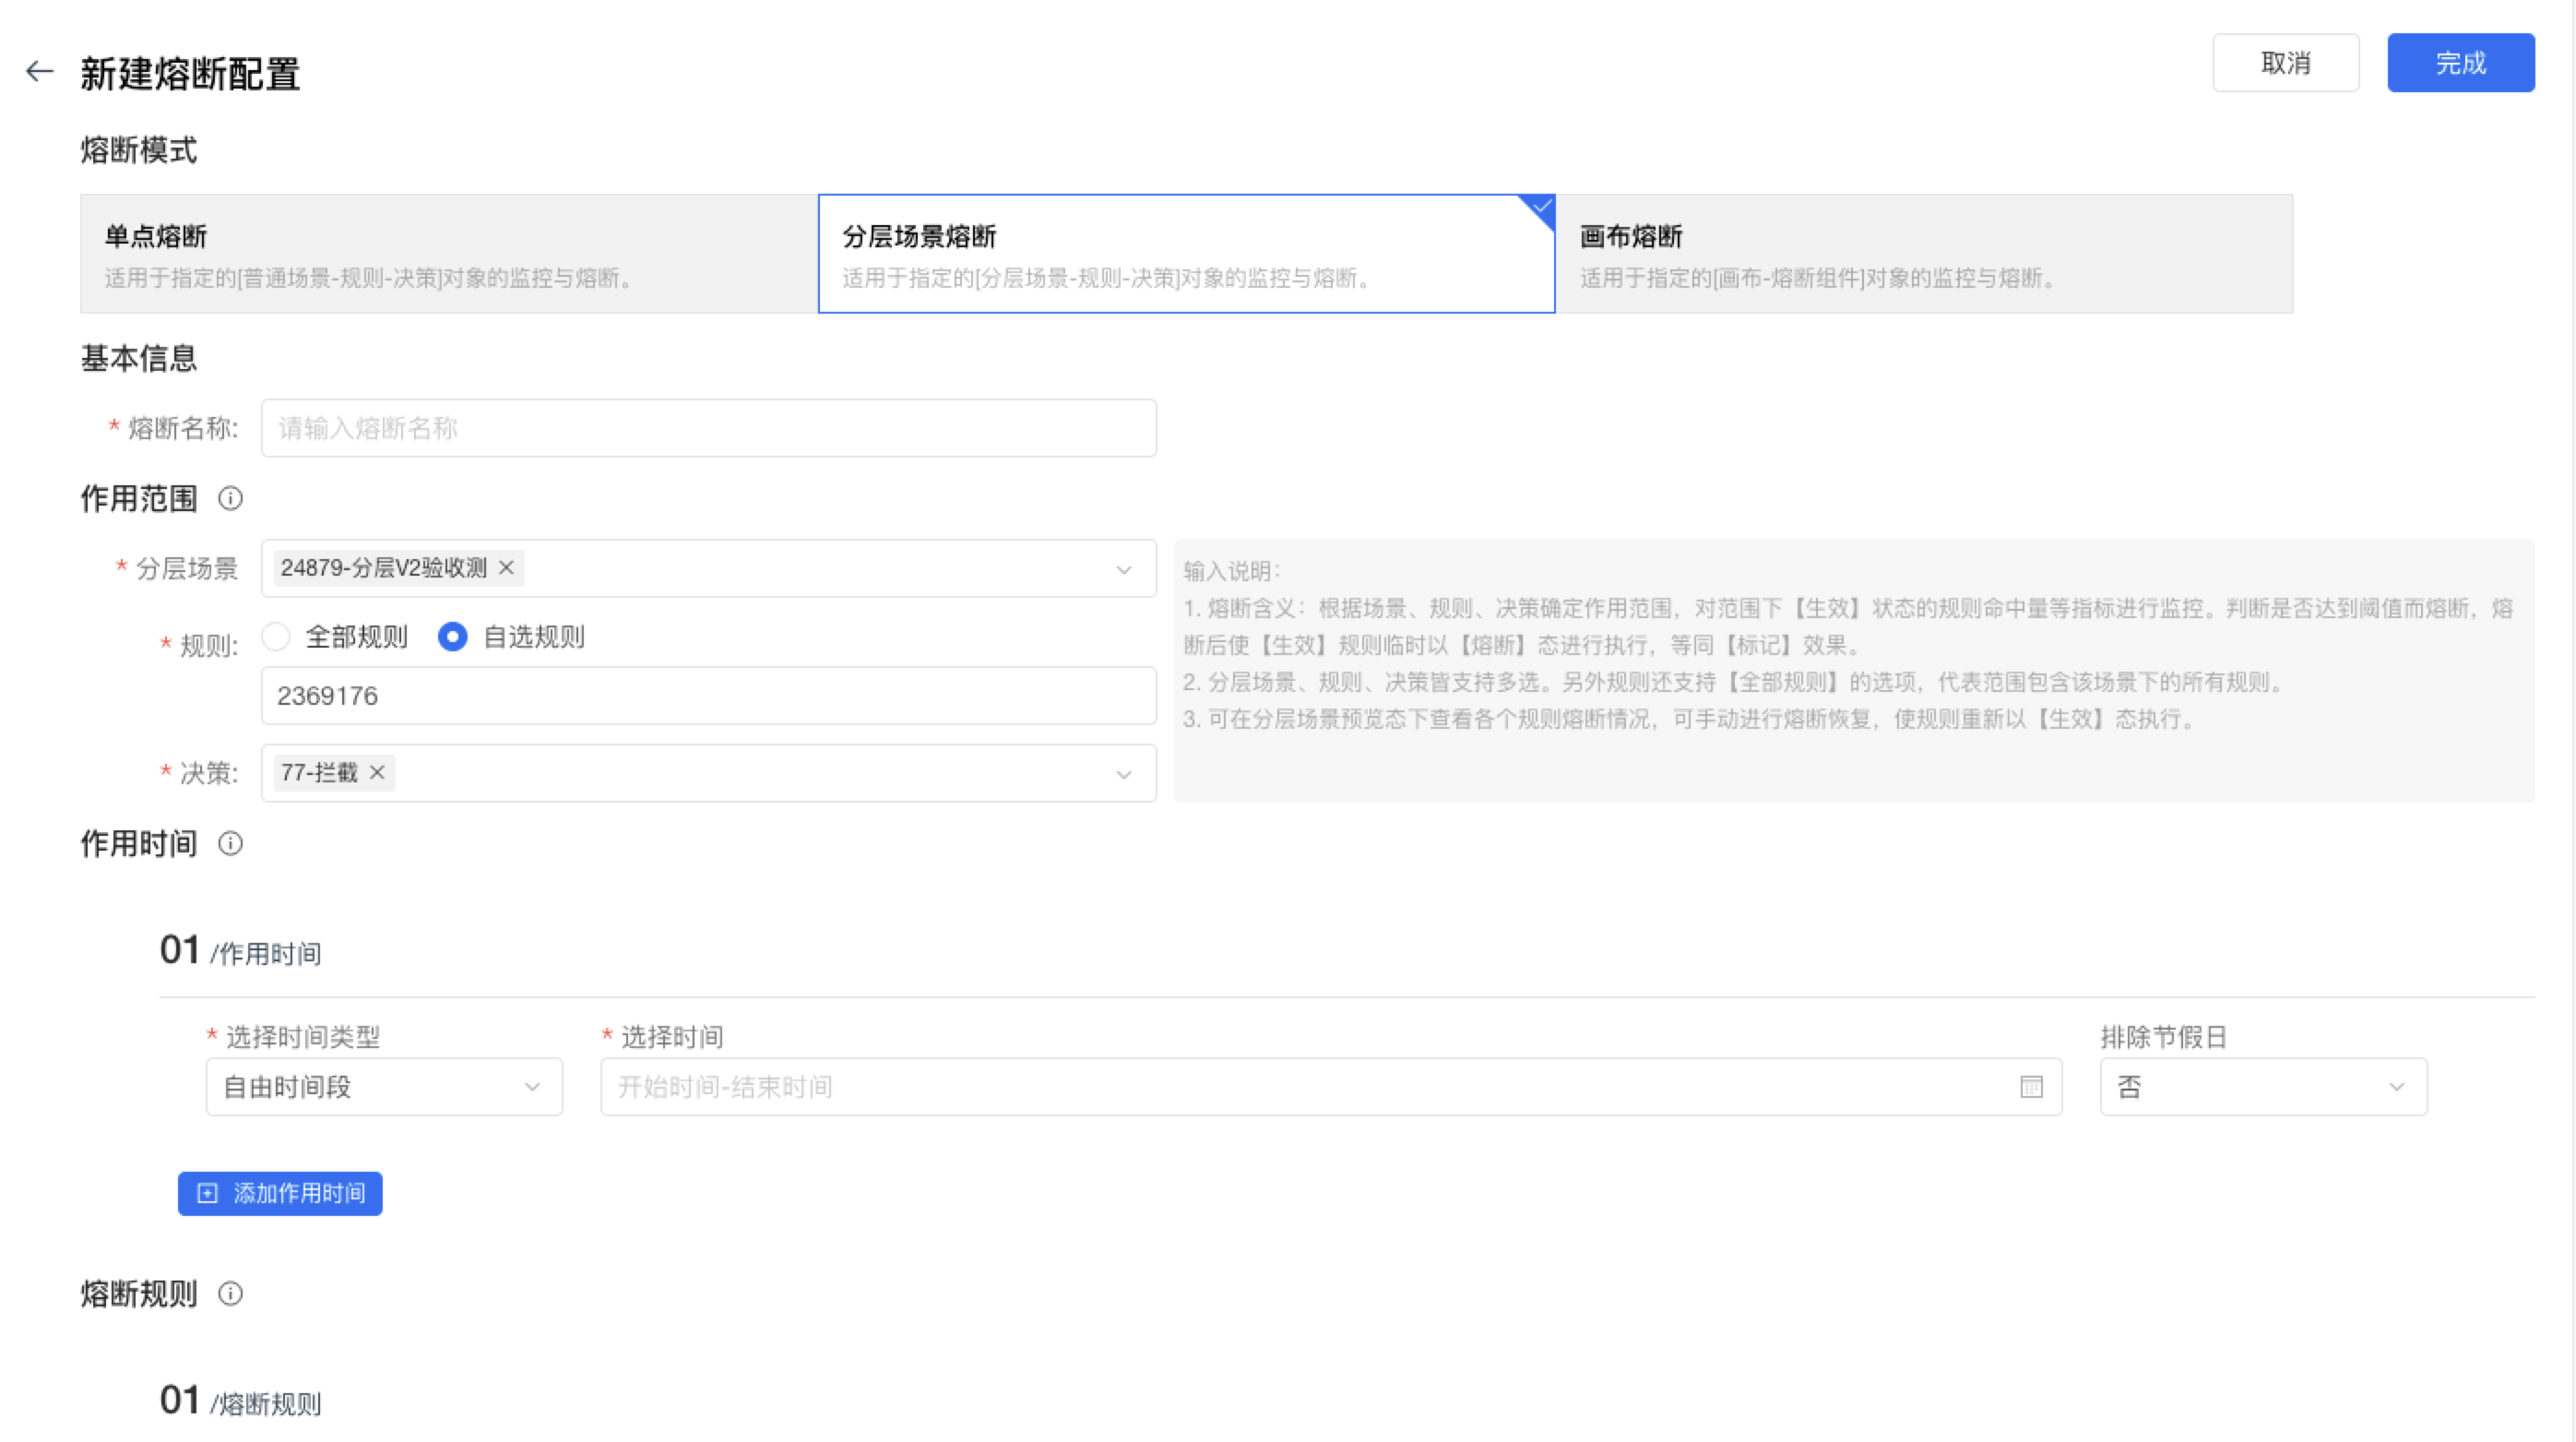 新建熔断配置
取消
完成
熔断模式
单点熔断
适用于指定的[普通场景-规则-决策]对象的监控与熔断。
分层场景熔断
适用于指定的[分层场景-规则-决策]对象的监控与熔断。
画布熔断
适用于指定的[画布-熔断组件]对象的监控与熔断。
基本信息
* 熔断名称:
请输入熔断名称
作用范围
* 分层场景
24879-分层V2验收测
* 规则:
全部规则
自选规则
2369176
* 决策:
77-拦截
输入说明:
1. 熔断含义：根据场景、规则、决策确定作用范围，对范围下【生效】状态的规则命中量等指标进行监控。判断是否达到阈值而熔断，熔
断后使【生效】规则临时以【熔断】态进行执行，等同【标记】效果。
2. 分层场景、规则、决策皆支持多选。另外规则还支持【全部规则】的选项，代表范围包含该场景下的所有规则。
3. 可在分层场景预览态下查看各个规则熔断情况，可手动进行熔断恢复，使规则重新以【生效】态执行。
作用时间
01 /作用时间
* 选择时间类型
自由时间段
* 选择时间
开始时间-结束时间
排除节假日
否
添加作用时间
熔断规则
01 /熔断规则